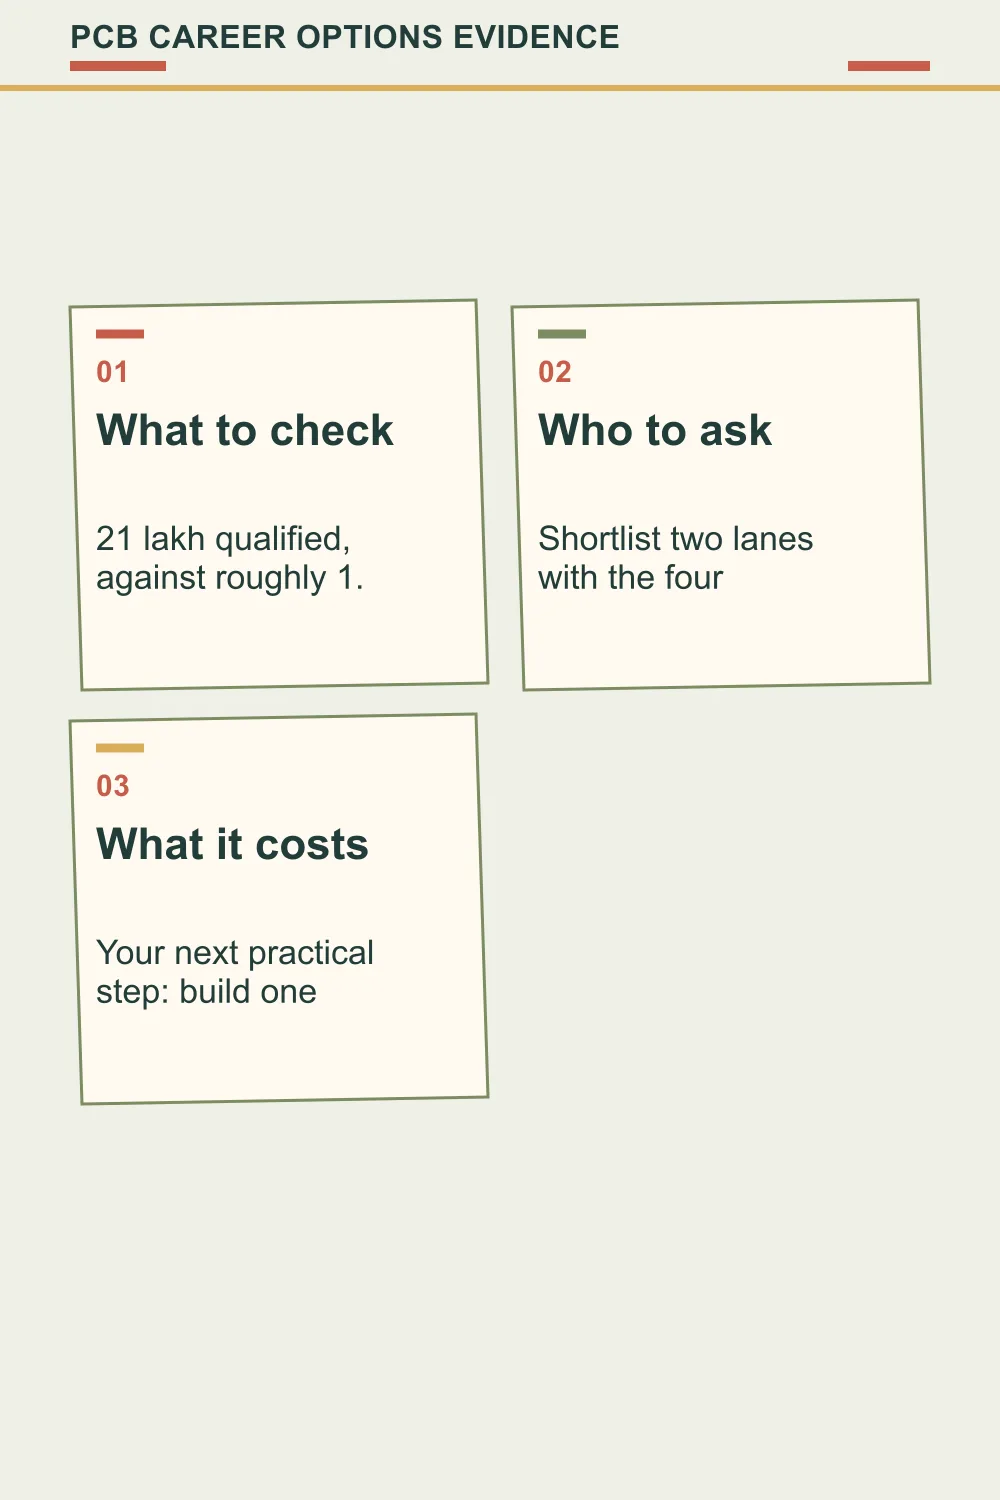 PCB CAREER OPTIONS EVIDENCE
01
What to check
21 lakh qualified,
against roughly 1.
02
Who to ask
Shortlist two lanes
with the four
03
What it costs
Your next practical
step: build one